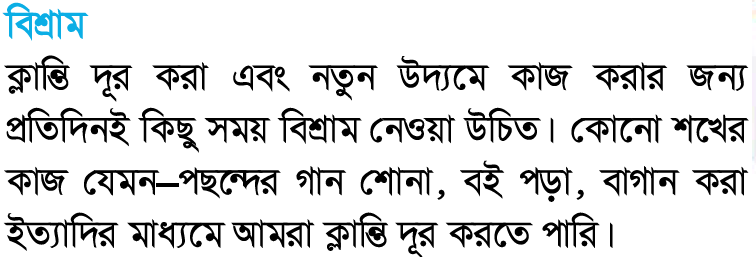 বিশ্রাম
ক্লান্তি দূর করা এবং নতুন উদ্যমে কাজ করার জন্য
প্রতিদিনই কিছু সময় বিশ্রাম নেওয়া উচিত। কোনো শখের
কাজ যেমন–পছন্দের গান শোনা, বই পড়া, বাগান করা
ইত্যাদির মাধ্যমে আমরা ক্লান্তি দূর করতে পারি।